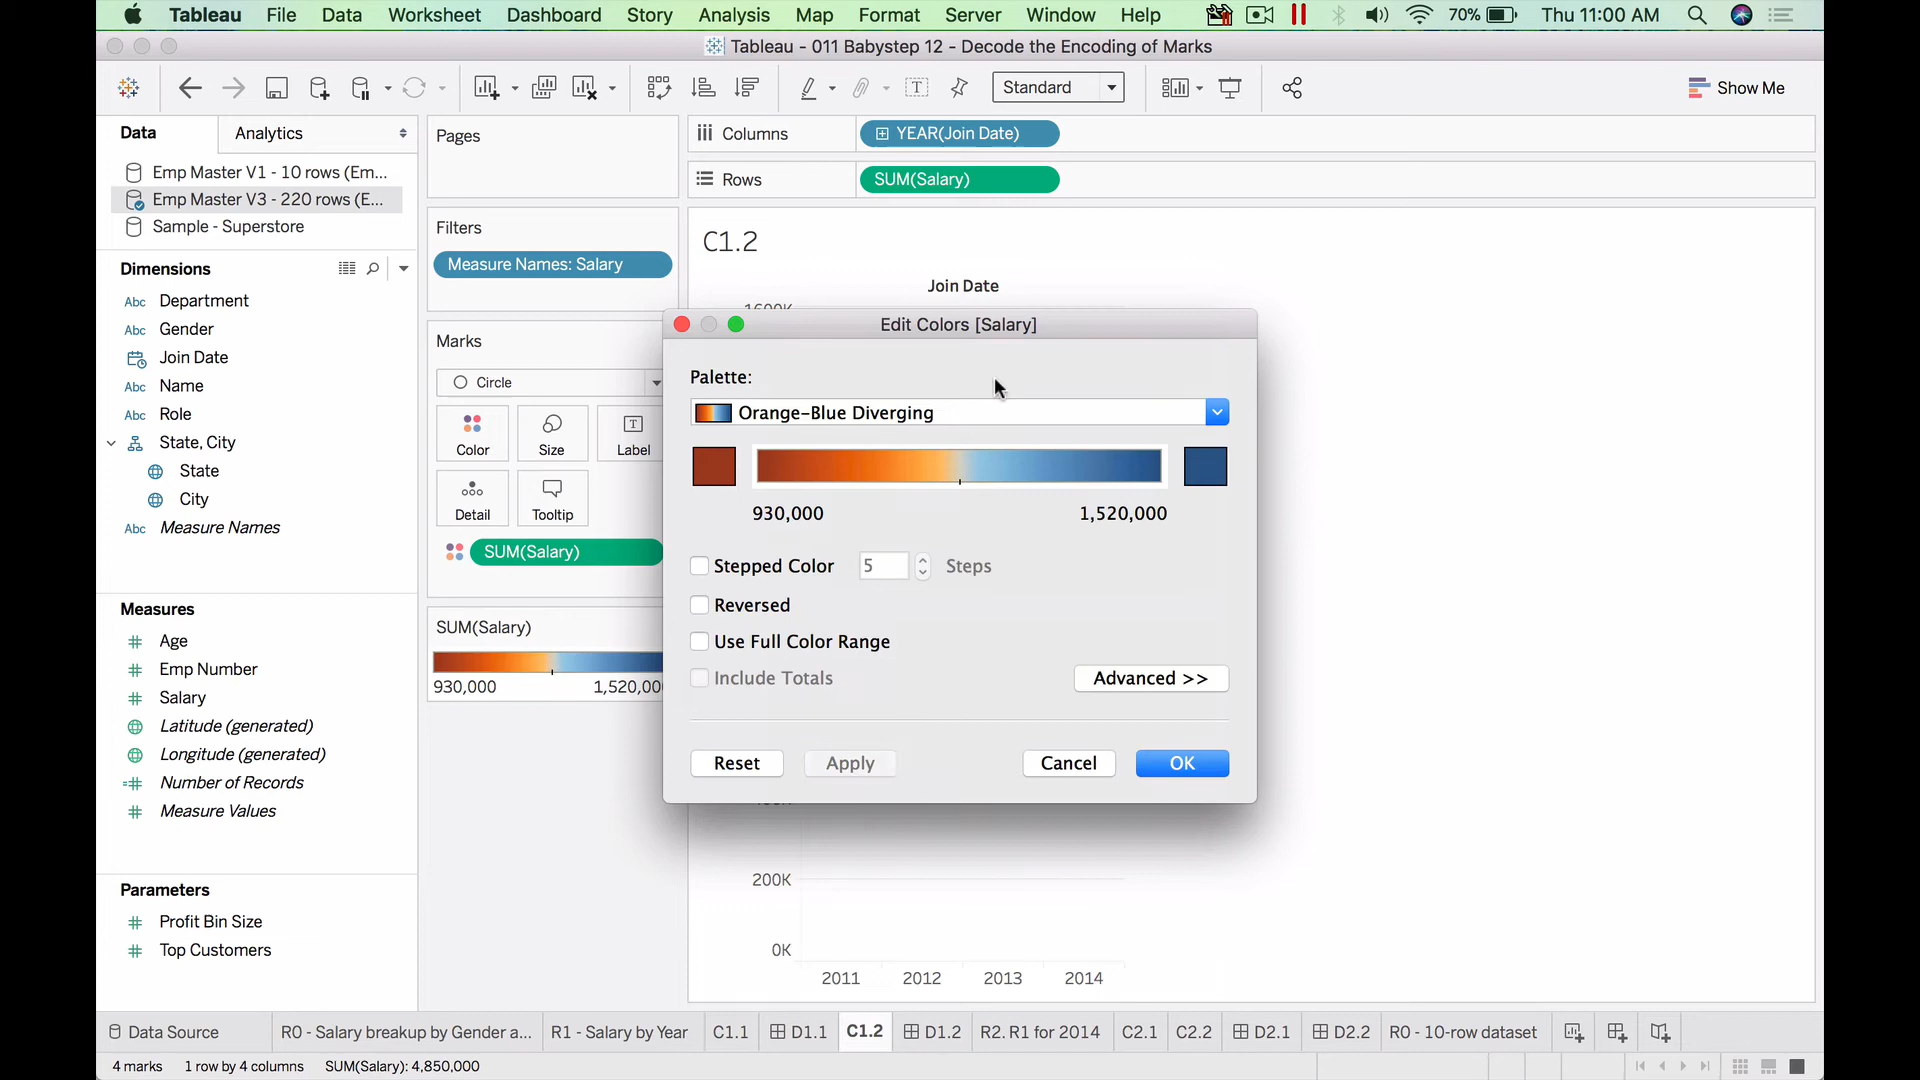 Tableau File Data Worksheet Dashboard Story Analysis Map Format Server Window Help 70% Thu 11:00 AM
Tableau - 011 Babystep 12 - Decode the Encoding of Marks
Standard
Show Me
Data
Analytics
Emp Master V1 - 10 rows (Em...
Emp Master V3 - 220 rows (E...
Sample - Superstore
Dimensions
Abc Department
Abc Gender
Join Date
Abc Name
Abc Role
State, City
State
City
Abc Measure Names
Measures
Age
Emp Number
Salary
Latitude (generated)
Longitude (generated)
Number of Records
Measure Values
Parameters
Profit Bin Size
Top Customers
Pages
Filters
Measure Names: Salary
Marks
Circle
Color
Size
Label
Detail
Tooltip
SUM(Salary)
SUM(Salary)
930,000
1,520,00
Columns
YEAR(Join Date)
Rows
SUM(Salary)
C1.2
Join Date
1600K
Edit Colors [Salary]
Palette:
Orange-Blue Diverging
930,000
1,520,000
Stepped Color 5 Steps
Reversed
Use Full Color Range
Include Totals
Advanced >>
Reset
Apply
Cancel
OK
200K
0K
2011 2012 2013 2014
Data Source
R0 - Salary breakup by Gender a...
R1 - Salary by Year
C1.1
D1.1
C1.2
D1.2
R2. R1 for 2014
C2.1
C2.2
D2.1
D2.2
R0 - 10-row dataset
4 marks 1 row by 4 columns SUM(Salary): 4,850,000